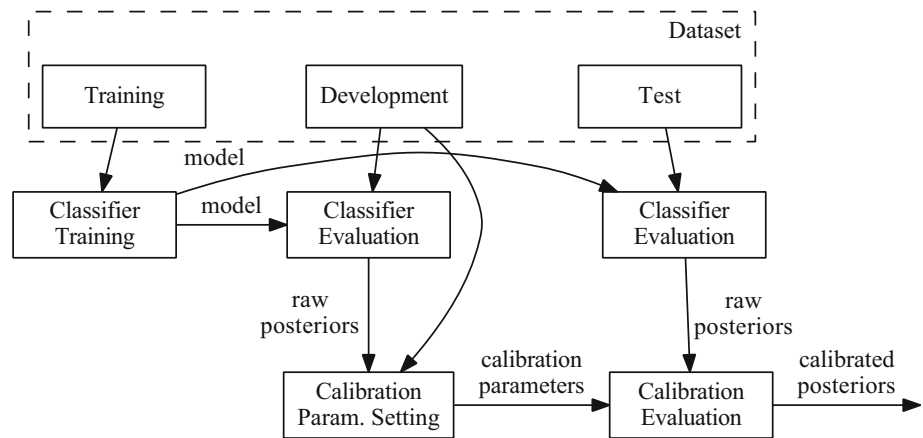 Dataset
Training
Development
Test
model
Classifier
Training
model
Classifier
Evaluation
Classifier
Evaluation
raw
posteriors
raw
posteriors
calibration
parameters
calibrated
posteriors
Calibration
Param. Setting
Calibration
Evaluation